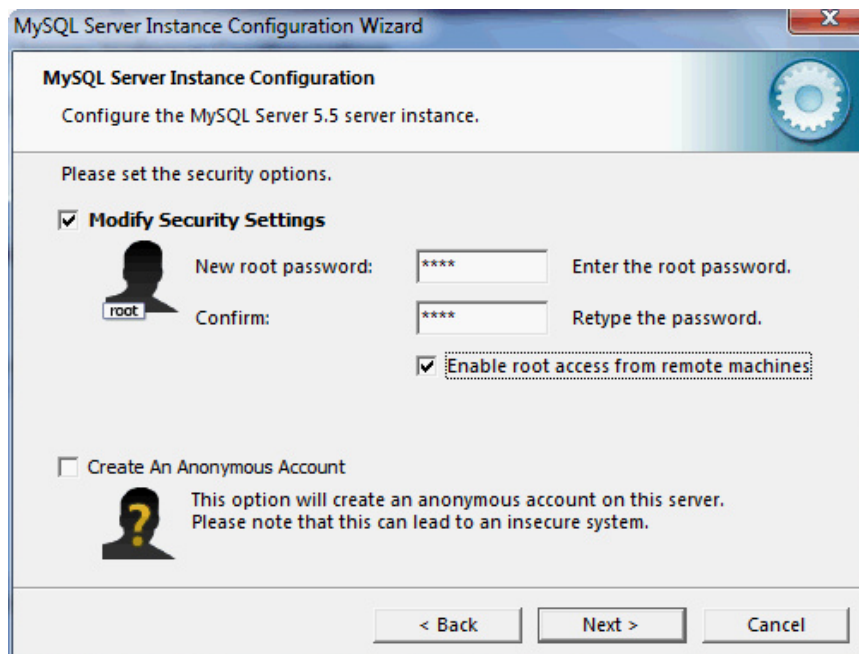 MySQL Server Instance Configuration Wizard
X
MySQL Server Instance Configuration
Configure the MySQL Server 5.5 server instance.
Please set the security options.
Modify Security Settings
New root password: **** Enter the root password.
root
Confirm: **** Retype the password.
Enable root access from remote machines
Create An Anonymous Account
? This option will create an anonymous account on this server.
Please note that this can lead to an insecure system.
< Back Next > Cancel